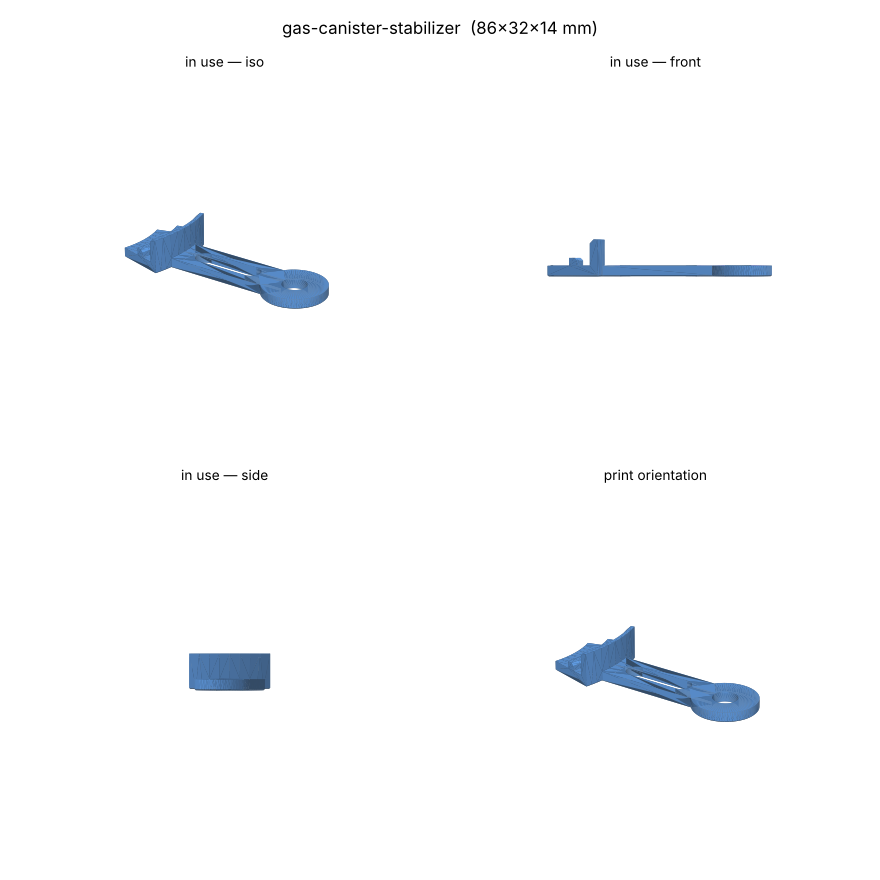 gas-canister-stabilizer (86×32×14 mm)
in use — iso
in use — front
in use — side
print orientation